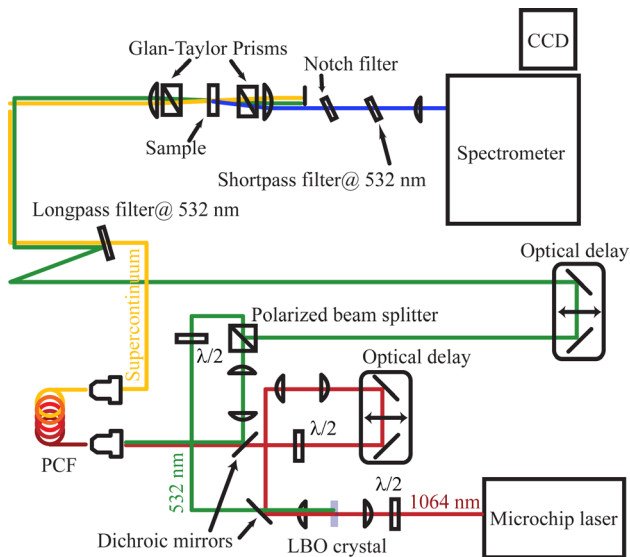 CCD
Glan-Taylor Prisms
Notch filter
Sample
Shortpass filter@ 532 nm
Spectrometer
Longpass filter@ 532 nm
Supercontinuum
Optical delay
Polarized beam splitter
λ/2
Optical delay
λ/2
PCF
532 nm
λ/2
1064 nm
Microchip laser
Dichroic mirrors
LBO crystal